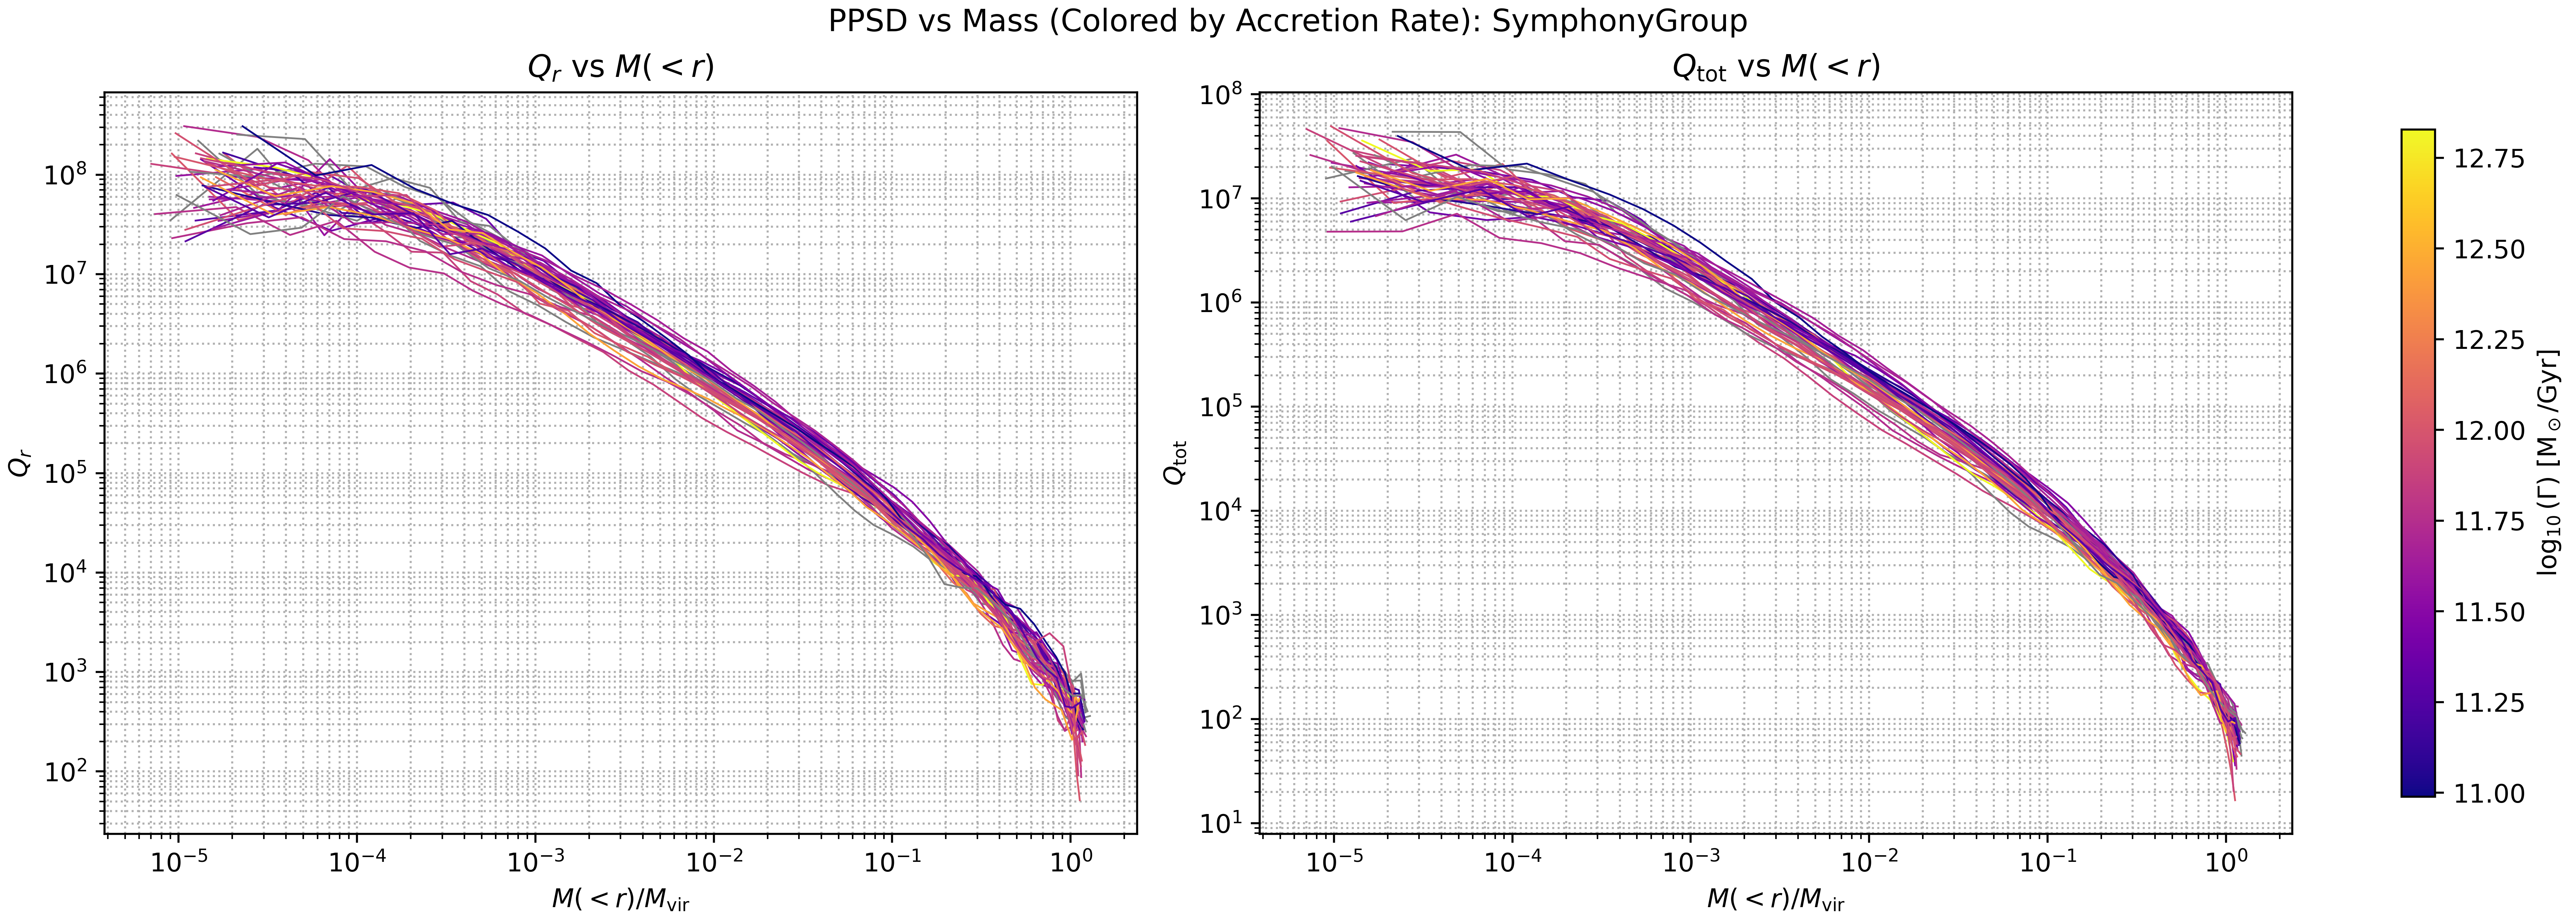 PPSD vs Mass (Colored by Accretion Rate): SymphonyGroup
Q_r vs M(< r)
10^8
10^7
10^6
10^5
10^4
10^3
10^2
Q_r
10^-5 10^-4 10^-3 10^-2 10^-1 10^0
M(< r)/M_vir
Q_tot vs M(< r)
10^8
10^7
10^6
10^5
10^4
10^3
10^2
10^1
Q_tot
10^-5 10^-4 10^-3 10^-2 10^-1 10^0
M(< r)/M_vir
12.75
12.50
12.25
12.00
11.75
11.50
11.25
11.00
log_10(Γ) [M_⊙/Gyr]